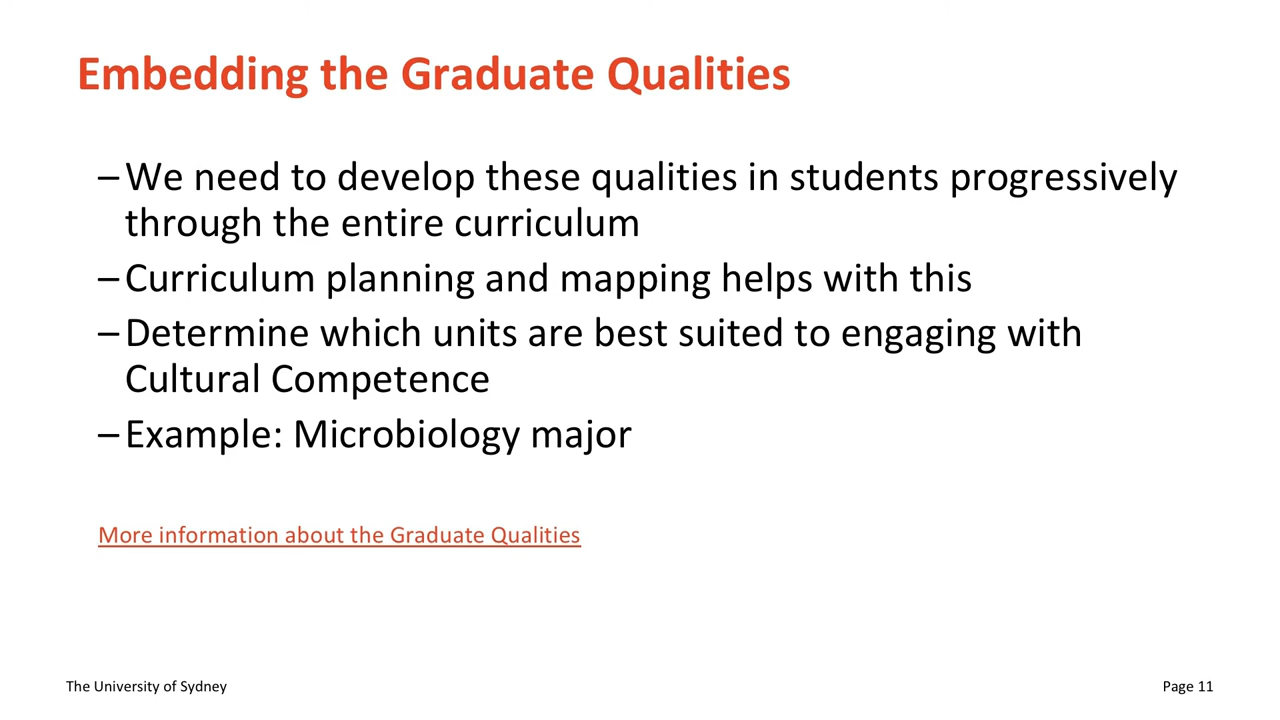 Embedding the Graduate Qualities
– We need to develop these qualities in students progressively
through the entire curriculum
– Curriculum planning and mapping helps with this
– Determine which units are best suited to engaging with
Cultural Competence
– Example: Microbiology major
More information about the Graduate Qualities
The University of Sydney
Page 11